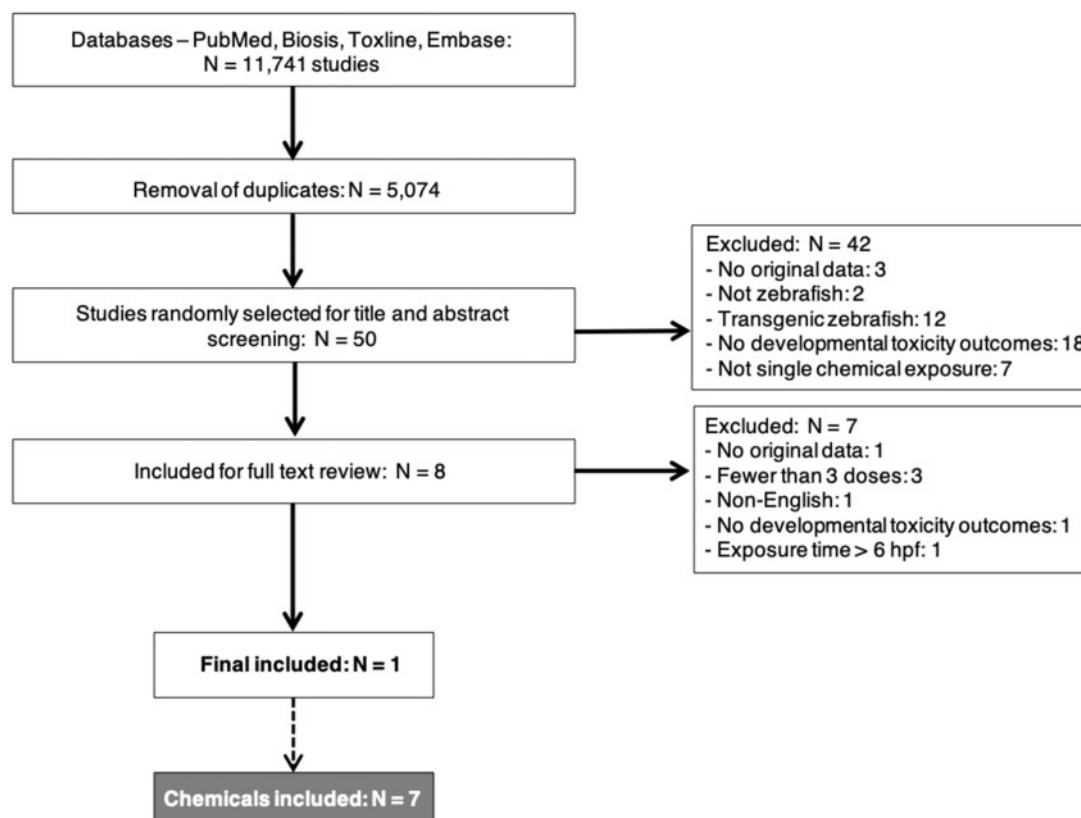 Databases – PubMed, Biosis, Toxline, Embase:
N = 11,741 studies
Removal of duplicates: N = 5,074
Excluded: N = 42
- No original data: 3
- Not zebrafish: 2
- Transgenic zebrafish: 12
- No developmental toxicity outcomes: 18
- Not single chemical exposure: 7
Studies randomly selected for title and abstract
screening: N = 50
Excluded: N = 7
- No original data: 1
- Fewer than 3 doses: 3
- Non-English: 1
- No developmental toxicity outcomes: 1
- Exposure time > 6 hpf: 1
Included for full text review: N = 8
Final included: N = 1
Chemicals included: N = 7